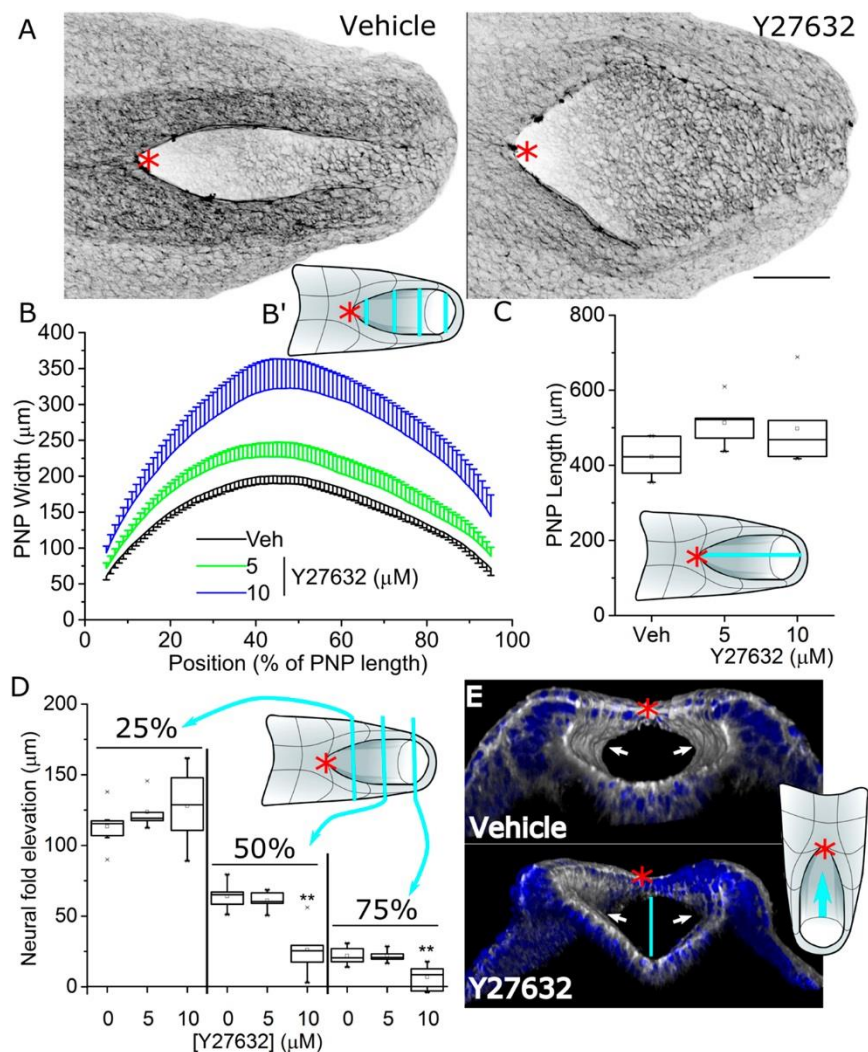 A
Vehicle
Y27632
B
B'
PNP Width (µm)
400
350
300
250
200
150
100
50
0
Veh
5
10
Y27632 (µM)
0 20 40 60 80 100
Position (% of PNP length)
C
PNP Length (µm)
800
600
400
200
0
Veh 5 10
Y27632 (µM)
D
Neural fold elevation (µm)
200
150
100
50
0
25%
50%
**
75%
**
0 5 10 0 5 10 0 5 10
[Y27632] (µM)
E
Vehicle
Y27632